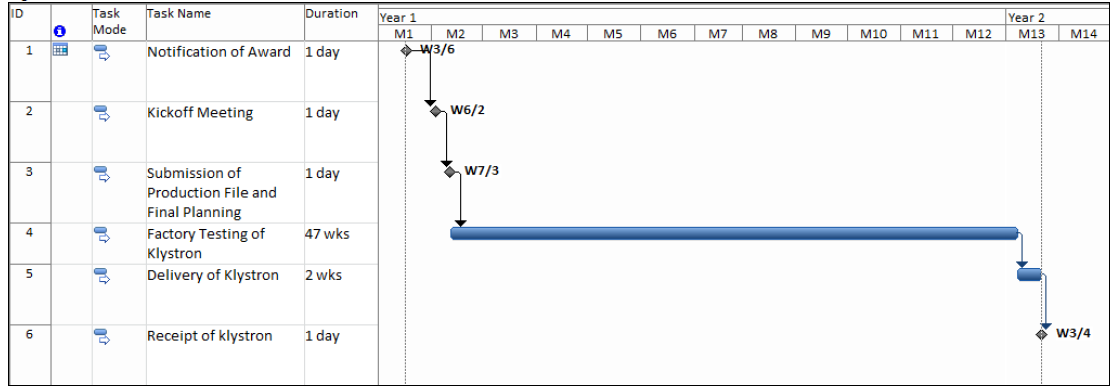 ID Task Mode Task Name Duration Year 1 Year 2
M1 M2 M3 M4 M5 M6 M7 M8 M9 M10 M11 M12 M13 M14
1 Notification of Award 1 day W3/6
2 Kickoff Meeting 1 day W6/2
3 Submission of 1 day W7/3
Production File and
Final Planning
4 Factory Testing of 47 wks
Klystron
5 Delivery of Klystron 2 wks
6 Receipt of klystron 1 day W3/4